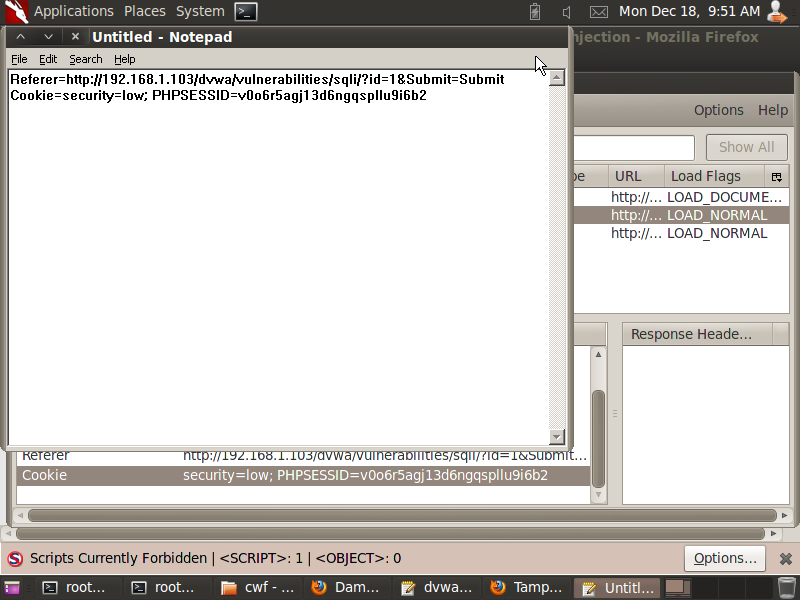 Applications Places System Mon Dec 18, 9:51 AM
Untitled - Notepad
njection - Mozilla Firefox
File Edit Search Help
Referer=http://192.168.1.103/dvwa/vulnerabilities/sqli/?id=1&Submit=Submit
Cookie=security=low; PHPSESSID=v0o6r5agj13d6ngqspllu9i6b2
Options Help
Show All
pe URL Load Flags
http://... LOAD_DOCUME...
http://... LOAD_NORMAL
http://... LOAD_NORMAL
Response Heade...
Referer http://192.168.1.103/dvwa/vulnerabilities/sqli/?id=1&Submit...
Cookie security=low; PHPSESSID=v0o6r5agj13d6ngqspllu9i6b2
Scripts Currently Forbidden | <SCRIPT>: 1 | <OBJECT>: 0 Options...
root... root... cwf - ... Dam... dvwa... Tamp... Untitl...